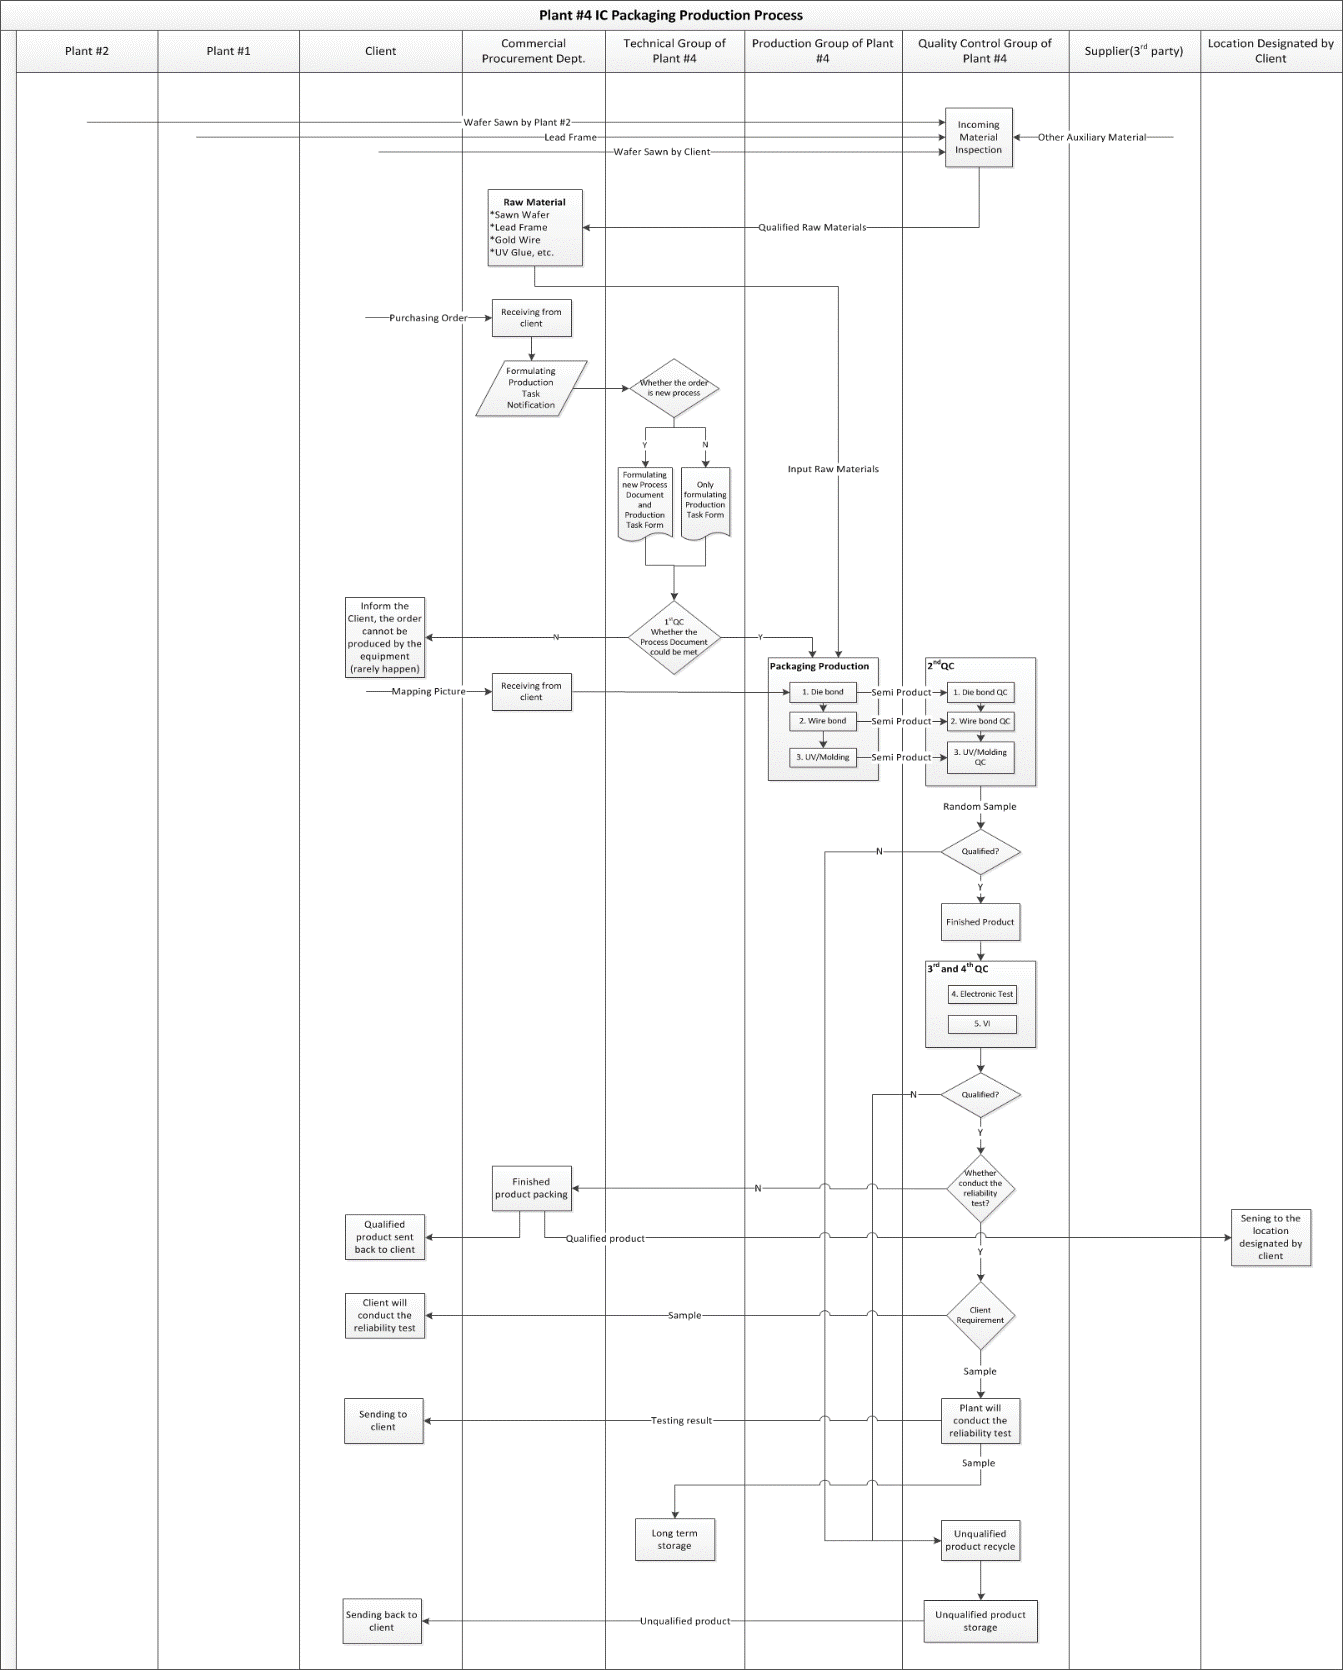 Plant #4 IC Packaging Production Process
Plant #2
Plant #1
Client
Commercial
Procurement Dept.
Technical Group of
Plant #4
Production Group of Plant
#4
Quality Control Group of
Plant #4
Supplier(3rd party)
Location Designated by
Client
Wafer Sawn by Plant #2
Lead Frame
Wafer Sawn by Client
Incoming
Material
Inspection
Other Auxiliary Material
Raw Material
*Sawn Wafer
*Lead Frame
*Gold Wire
*UV Glue, etc.
Qualified Raw Materials
Purchasing Order
Receiving from
client
Formulating
Production
Task
Notification
Whether the order
is new process
Y
N
Formulating
new Process
Document
and
Production
Task Form
Only
formulating
Production
Task Form
Input Raw Materials
Inform the
Client, the order
cannot be
produced by the
equipment
(rarely happen)
N
1st QC
Whether the
Process Document
could be met
Y
Mapping Picture
Receiving from
client
Packaging Production
1. Die bond
2. Wire bond
3. UV/Molding
Semi Product
Semi Product
Semi Product
2nd QC
1. Die bond QC
2. Wire bond QC
3. UV/Molding
QC
Random Sample
N
Qualified?
Y
Finished Product
3rd and 4th QC
4. Electronic Test
5. VI
N
Qualified?
Y
Finished
product packing
N
Whether
conduct the
reliability
test?
Qualified
product sent
back to client
Qualified product
Y
Sening to the
location
designated by
client
Client will
conduct the
reliability test
Sample
Client
Requirement
Sample
Sending to
client
Testing result
Plant will
conduct the
reliability test
Sample
Long term
storage
Unqualified
product recycle
Sending back to
client
Unqualified product
Unqualified product
storage